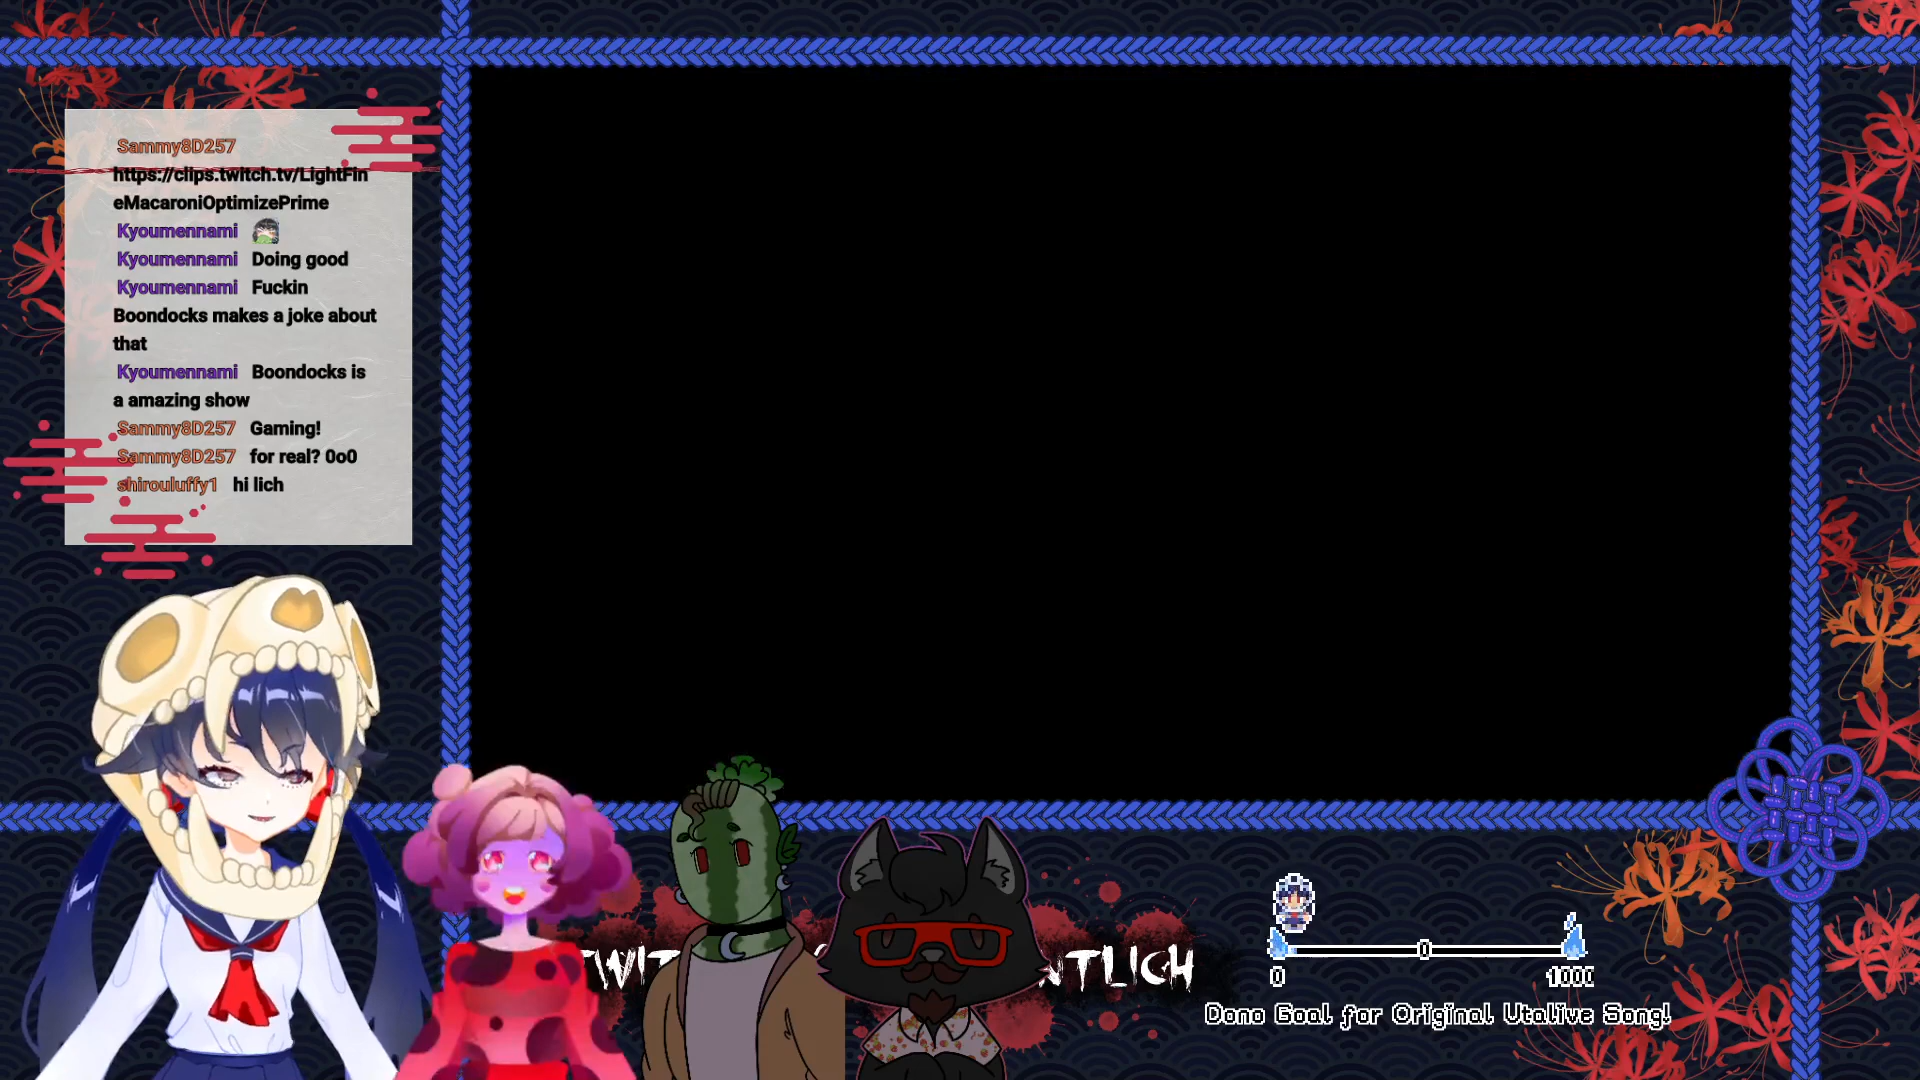 Sammy8D257
https://clips.twitch.tv/LightFin
eMacaroniOptimizePrime
Kyoumennami
Kyoumennami Doing good
Kyoumennami Fuckin
Boondocks makes a joke about
that
Kyoumennami Boondocks is
a amazing show
Sammy8D257 Gaming!
Sammy8D257 for real? 0o0
shirouluffy1 hi lich
TWIT
NTLICH
0
0 1000
Dono Goal for Original Utalive Song!